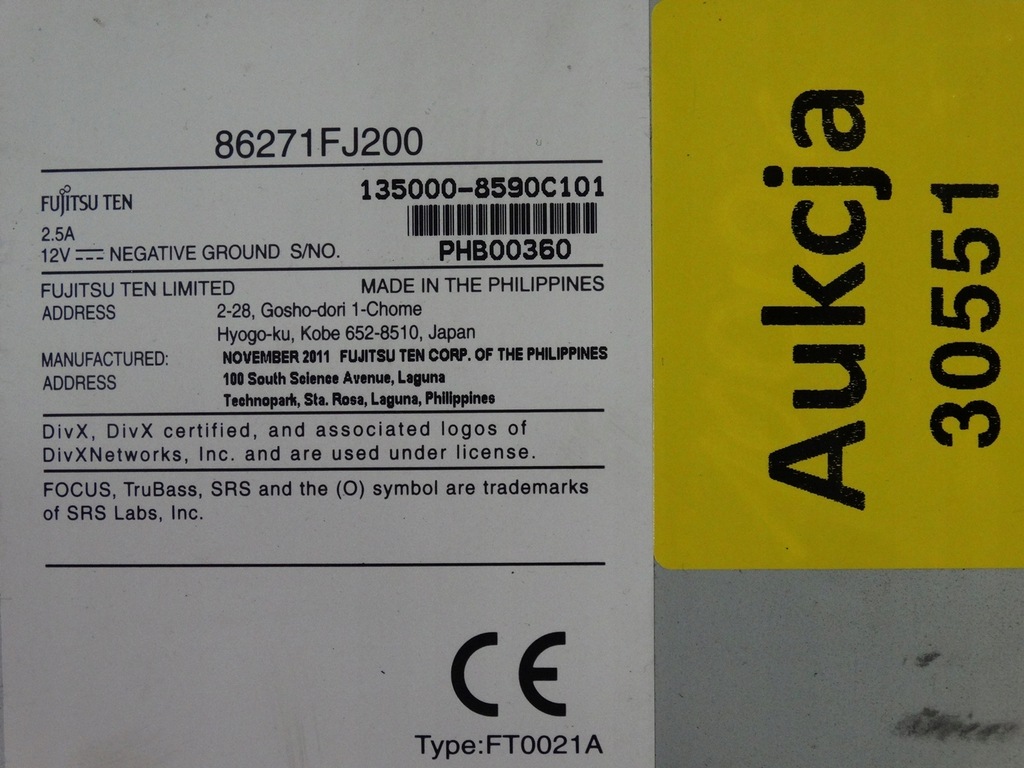 86271FJ200
135000-8590C101
FUJITSU TEN
2.5A
12V NEGATIVE GROUND S/NO.
PHB00360
FUJITSU TEN LIMITED MADE IN THE PHILIPPINES
ADDRESS 2-28, Gosho-dori 1-Chome
Hyogo-ku, Kobe 652-8510, Japan
MANUFACTURED: NOVEMBER 2011 FUJITSU TEN CORP. OF THE PHILIPPINES
ADDRESS 100 South Science Avenue, Laguna
Technopark, Sta. Rosa, Laguna, Philippines
DivX, DivX certified, and associated logos of
DivXNetworks, Inc. and are used under license.
FOCUS, TruBass, SRS and the (O) symbol are trademarks
of SRS Labs, Inc.
CE
Type:FT0021A
Aukcja
30551